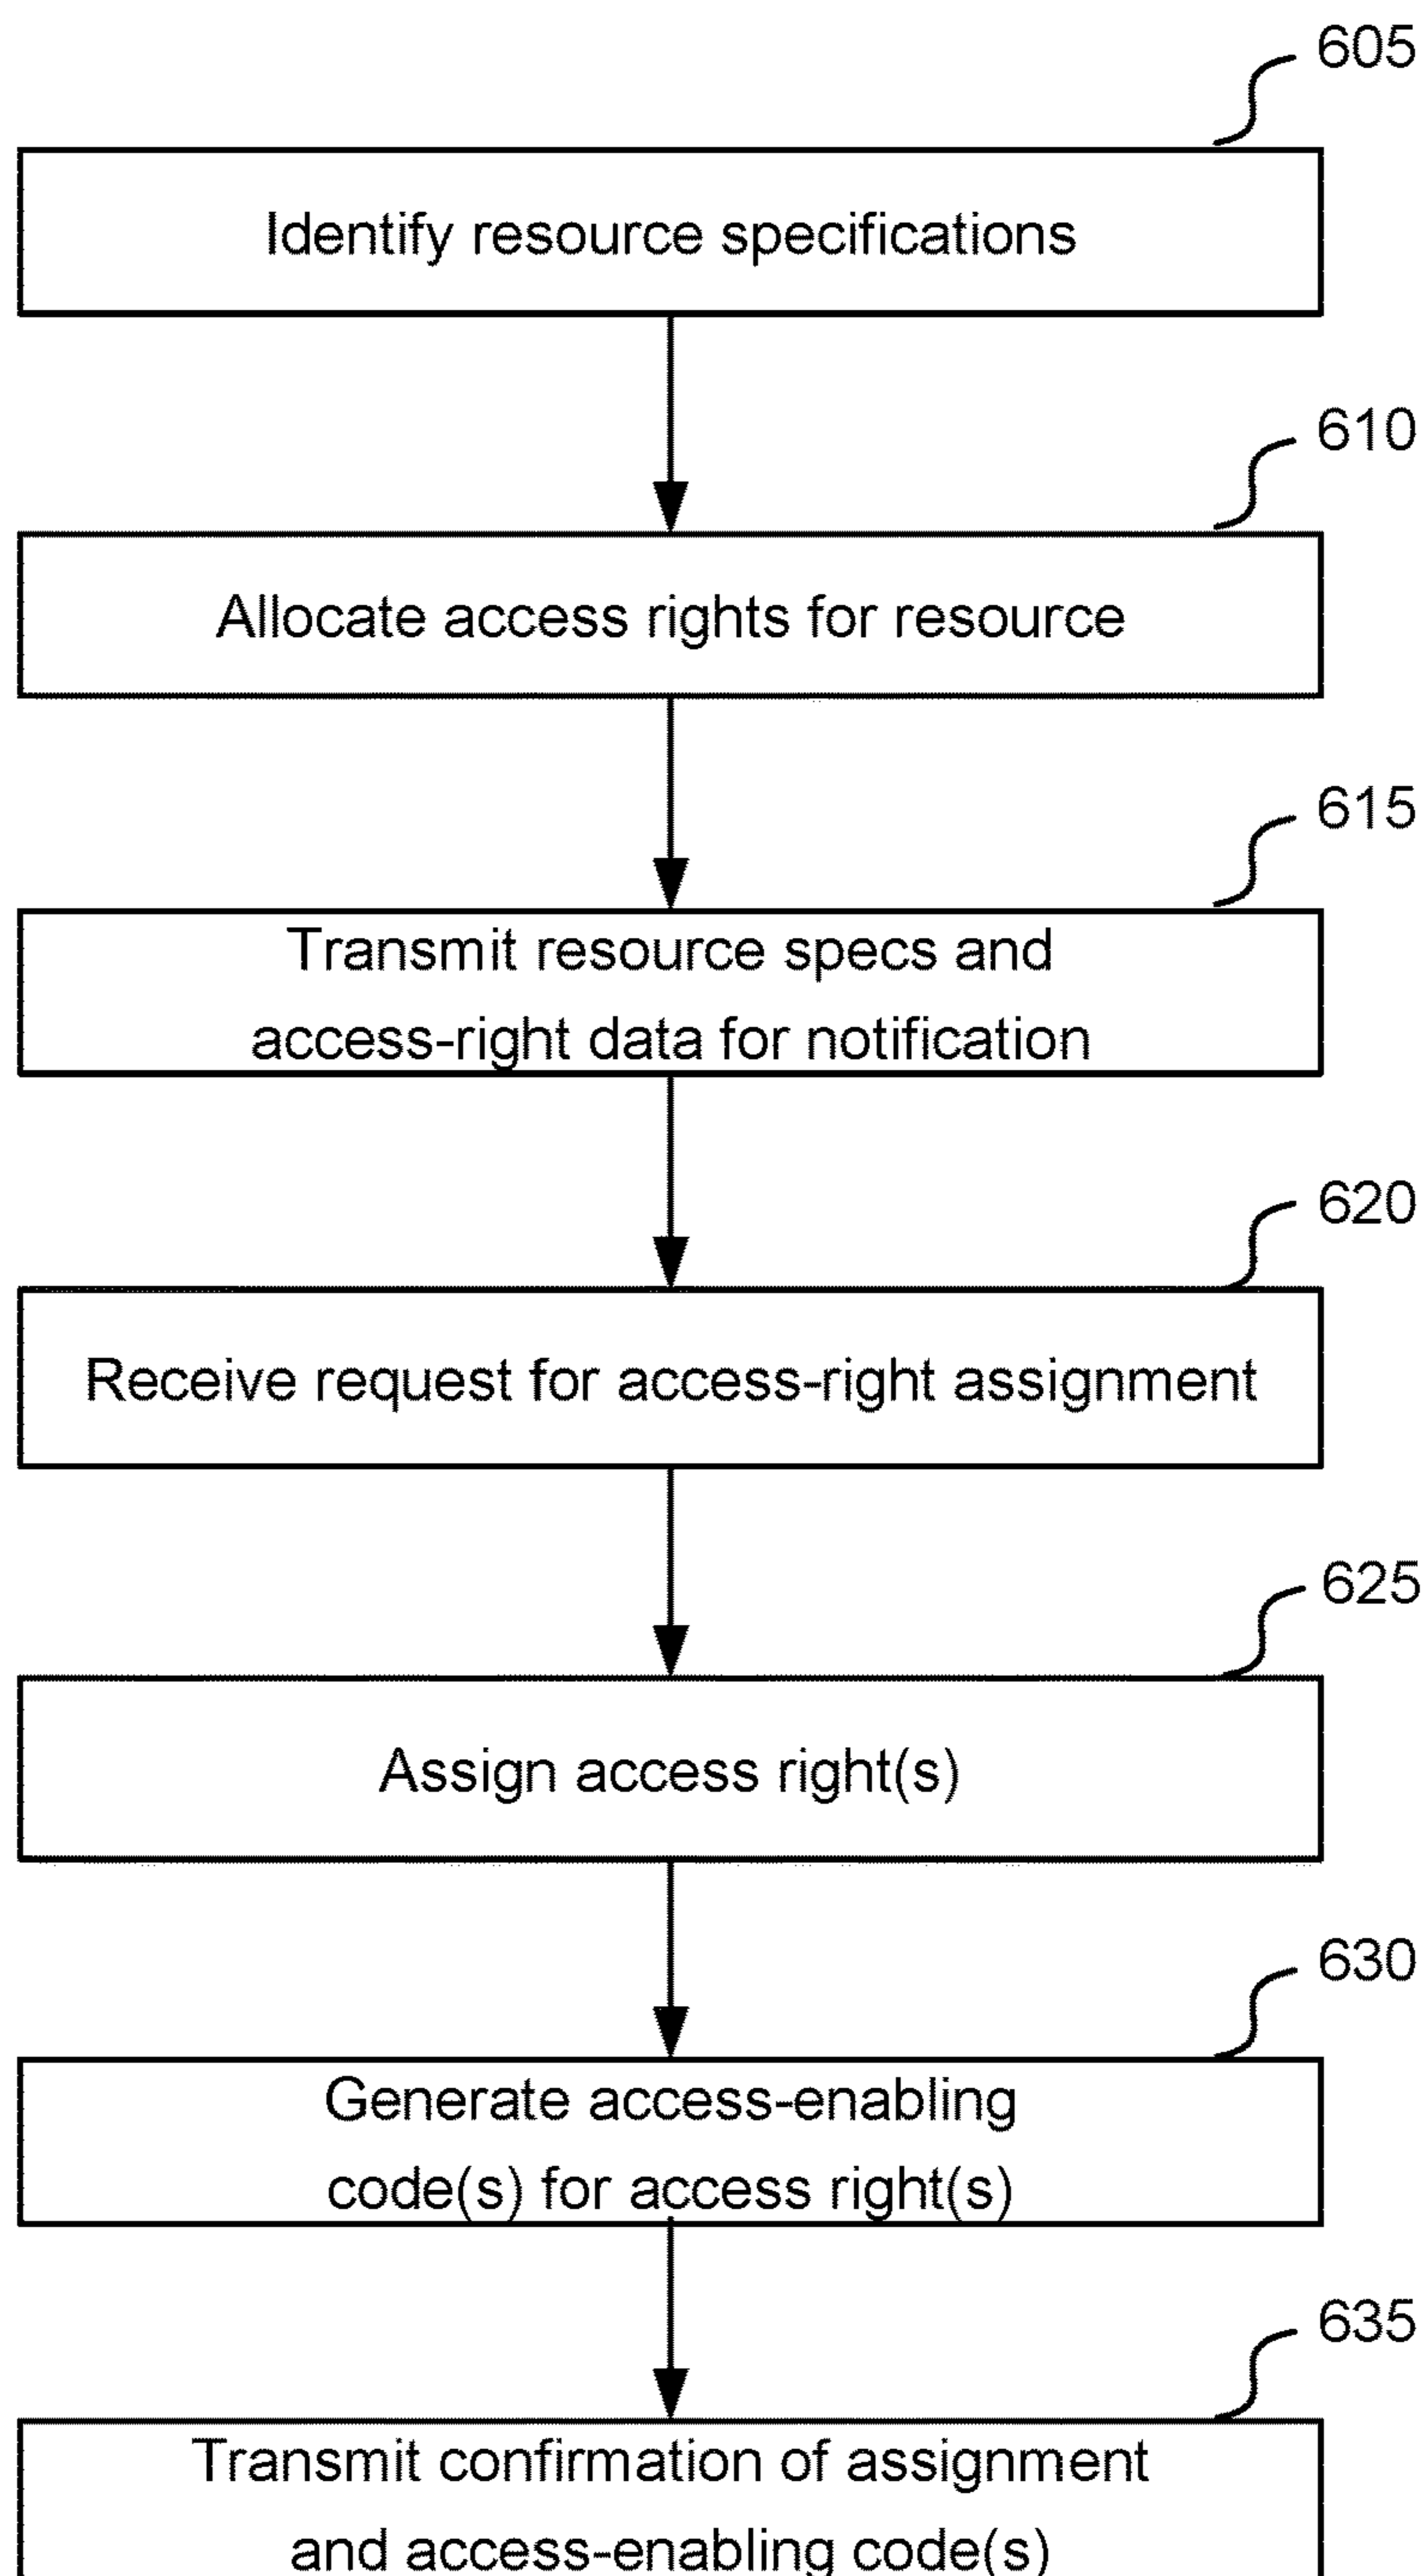 605
Identify resource specifications
610
Allocate access rights for resource
615
Transmit resource specs and
access-right data for notification
620
Receive request for access-right assignment
625
Assign access right(s)
630
Generate access-enabling
code(s) for access right(s)
635
Transmit confirmation of assignment
and access-enabling code(s)